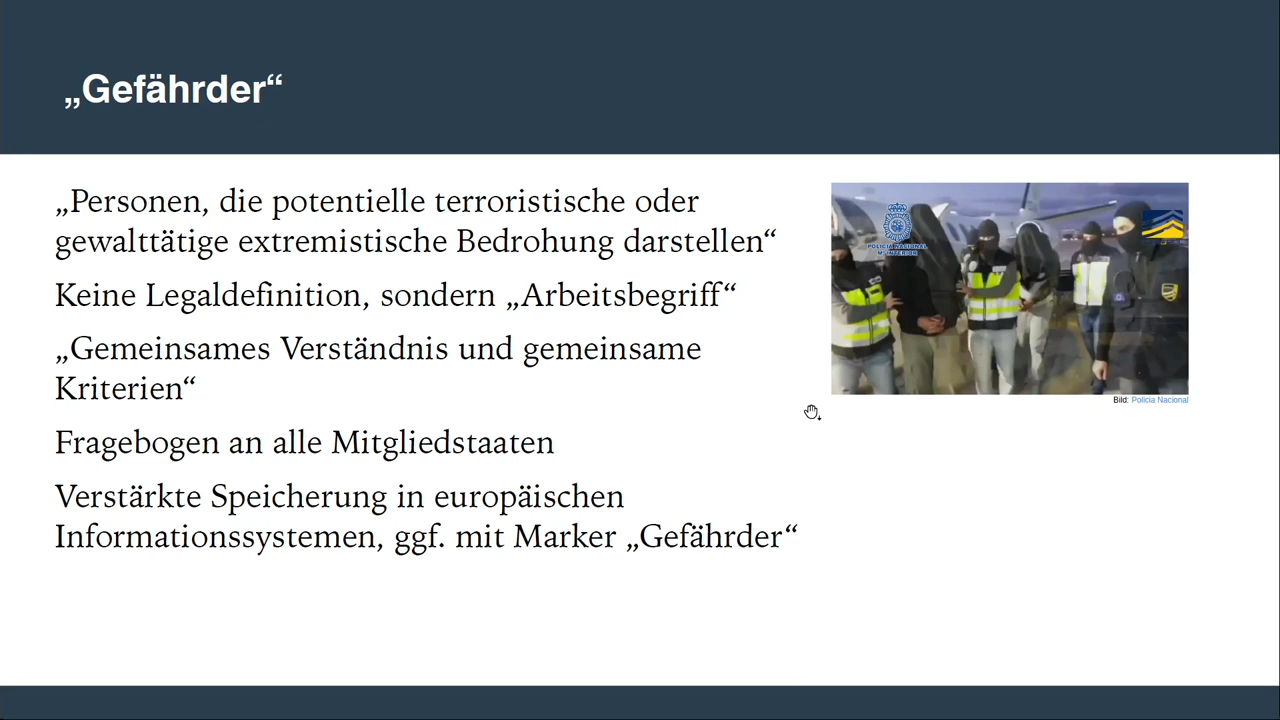 „Gefährder“
„Personen, die potentielle terroristische oder
gewalttätige extremistische Bedrohung darstellen“
Keine Legaldefinition, sondern „Arbeitsbegriff“
„Gemeinsames Verständnis und gemeinsame
Kriterien“
Fragebogen an alle Mitgliedstaaten
Verstärkte Speicherung in europäischen
Informationssystemen, ggf. mit Marker „Gefährder“
POLICIA NACIONAL
Bild: Policia Nacional